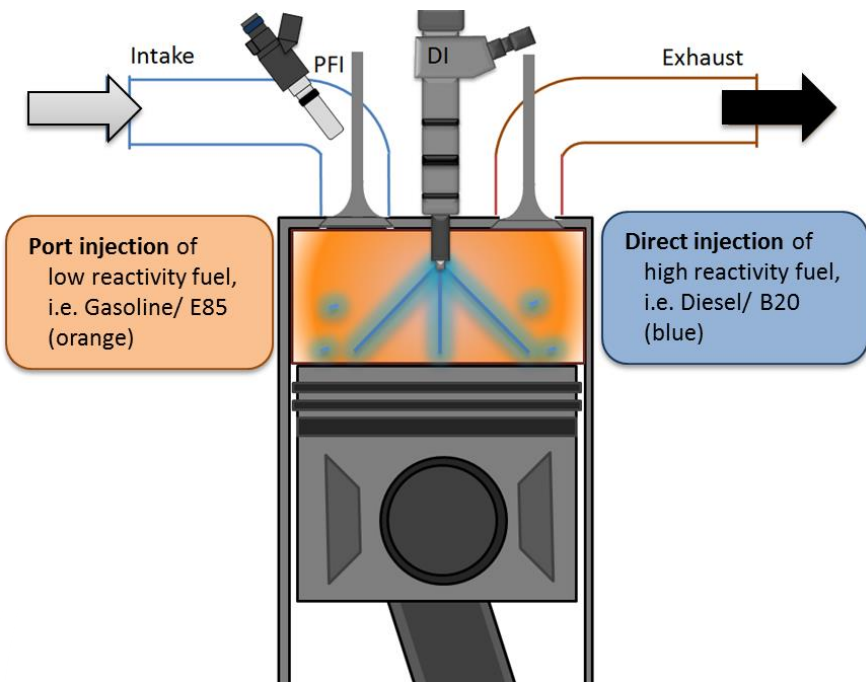 Intake
PFI
DI
Exhaust
Port injection of
low reactivity fuel,
i.e. Gasoline/ E85
(orange)
Direct injection of
high reactivity fuel,
i.e. Diesel/ B20
(blue)